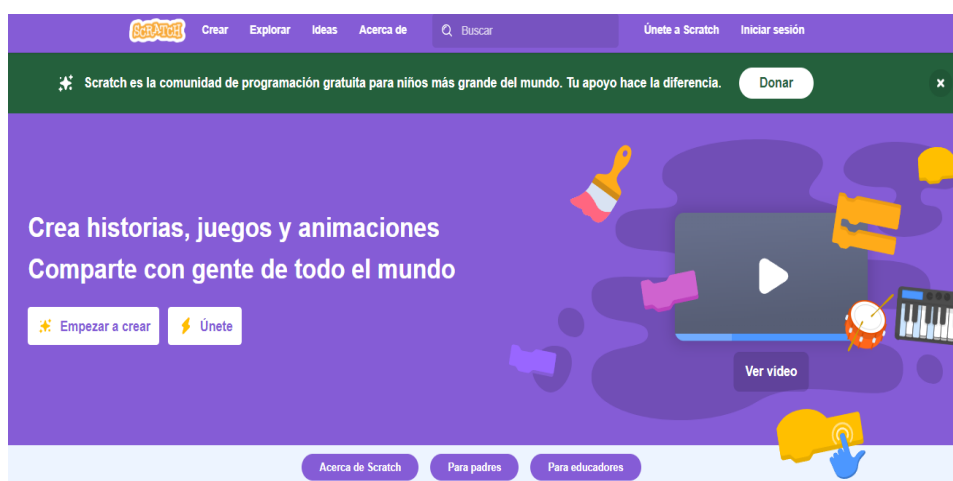 SCRATCH Crear Explorar Ideas Acerca de Buscar Únete a Scratch Iniciar sesión
Scratch es la comunidad de programación gratuita para niños más grande del mundo. Tu apoyo hace la diferencia. Donar
Crea historias, juegos y animaciones
Comparte con gente de todo el mundo
Empezar a crear Únete
Ver video
Acerca de Scratch Para padres Para educadores